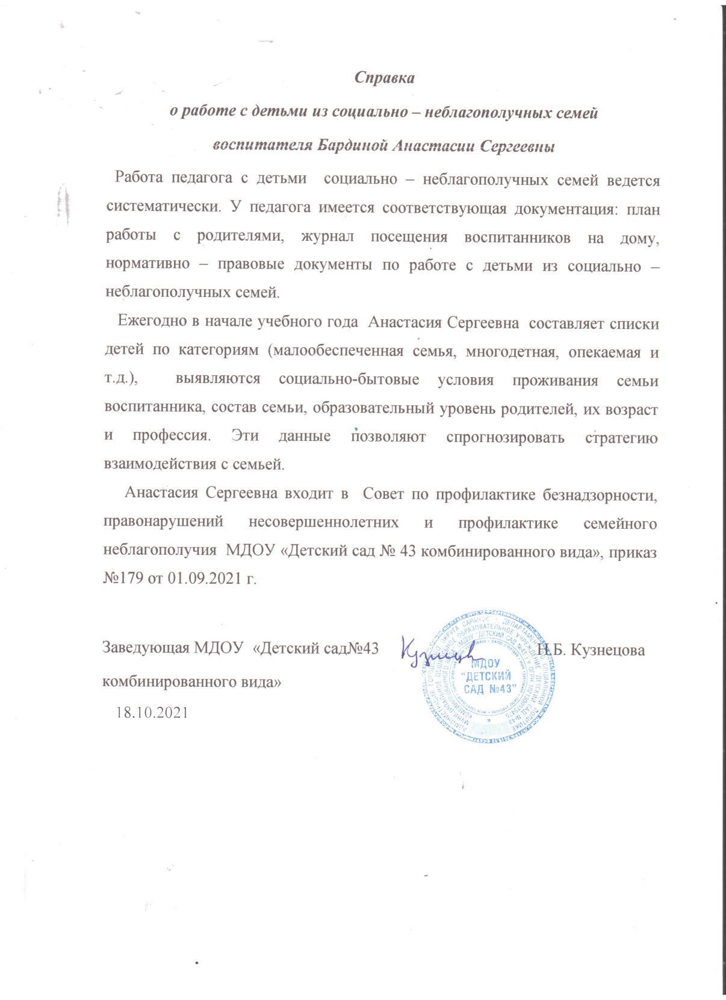 Справка
о работе с детьми из социально – неблагополучных семей
воспитателя Бардиной Анастасии Сергеевны
Работа педагога с детьми социально – неблагополучных семей ведется
систематически. У педагога имеется соответствующая документация: план
работы с родителями, журнал посещения воспитанников на дому,
нормативно – правовые документы по работе с детьми из социально –
неблагополучных семей.
Ежегодно в начале учебного года Анастасия Сергеевна составляет списки
детей по категориям (малообеспеченная семья, многодетная, опекаемая и
т.д.), выявляются социально-бытовые условия проживания семьи
воспитанника, состав семьи, образовательный уровень родителей, их возраст
и профессия. Эти данные позволяют спрогнозировать стратегию
взаимодействия с семьей.
Анастасия Сергеевна входит в Совет по профилактике безнадзорности,
правонарушений несовершеннолетних и профилактике семейного
неблагополучия МДОУ «Детский сад № 43 комбинированного вида», приказ
№179 от 01.09.2021 г.
Заведующая МДОУ «Детский сад№43 Н.Б. Кузнецова
комбинированного вида»
18.10.2021
МДОУ
"ДЕТСКИЙ
САД №43"